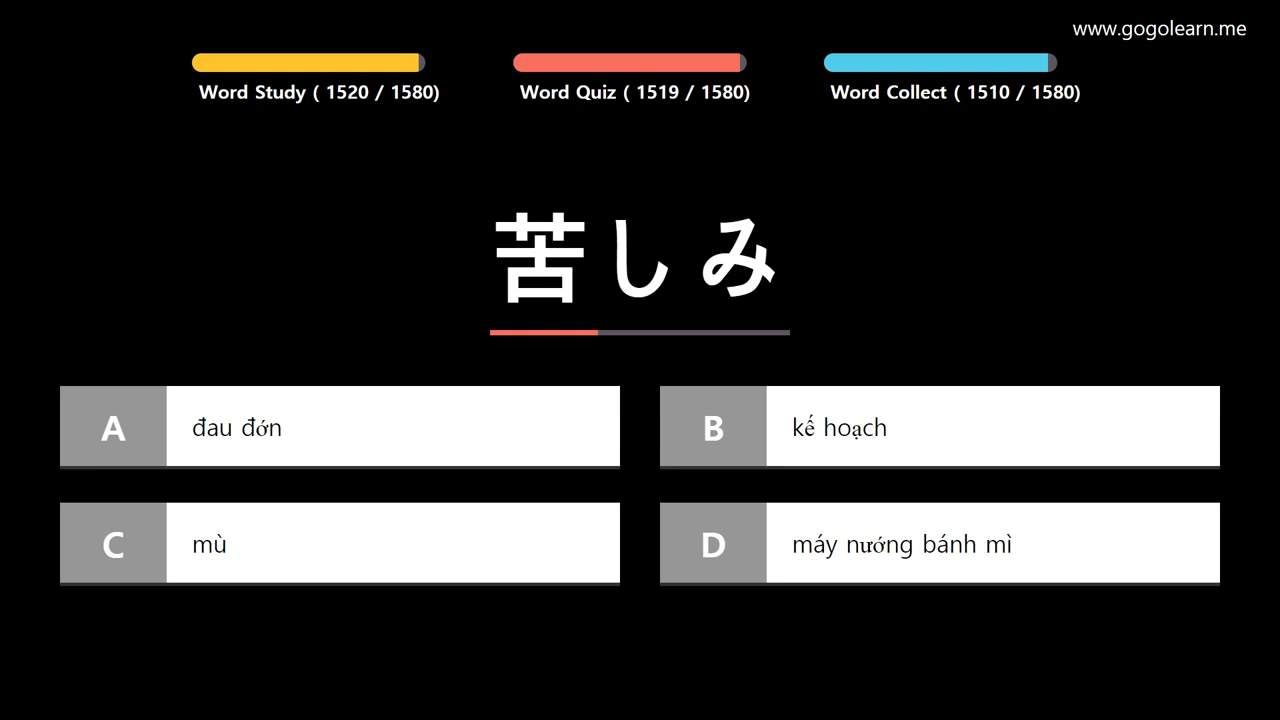 www.gogolearn.me
Word Study ( 1520 / 1580)
Word Quiz ( 1519 / 1580)
Word Collect ( 1510 / 1580)
苦しみ
A
đau đớn
B
kế hoạch
C
mù
D
máy nướng bánh mì